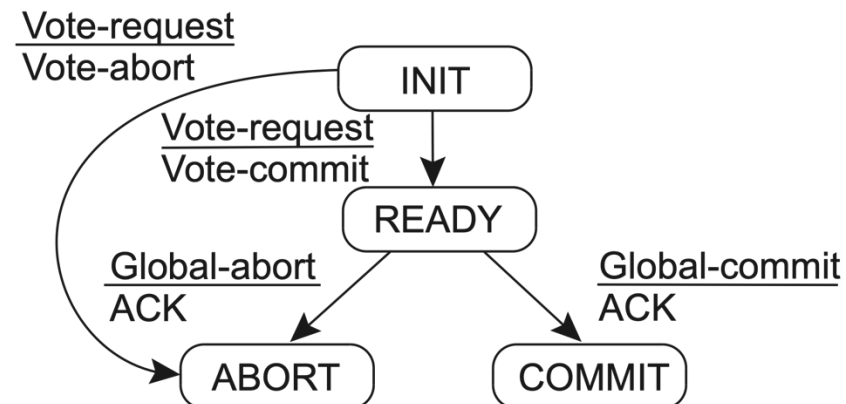 Vote-request
Vote-abort
INIT
Vote-request
Vote-commit
READY
Global-abort
ACK
Global-commit
ACK
ABORT
COMMIT